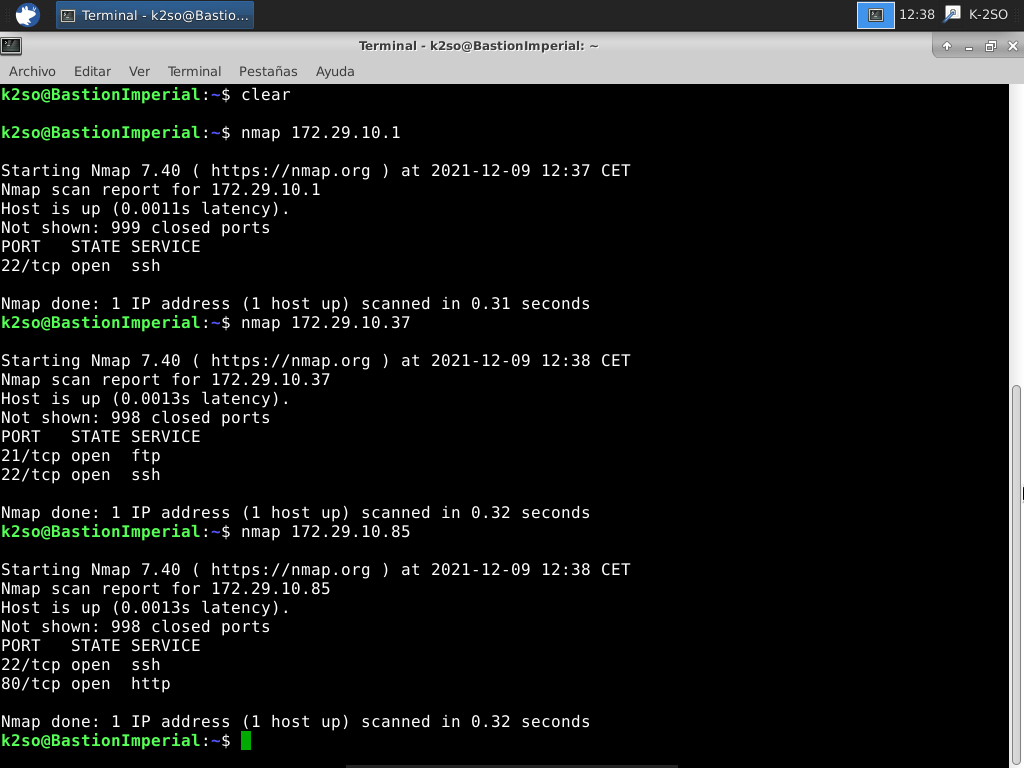 Terminal - k2so@Bastio...
12:38
K-2SO
Terminal - k2so@BastionImperial: ~
Archivo Editar Ver Terminal Pestañas Ayuda
k2so@BastionImperial:~$ clear
k2so@BastionImperial:~$ nmap 172.29.10.1
Starting Nmap 7.40 ( https://nmap.org ) at 2021-12-09 12:37 CET
Nmap scan report for 172.29.10.1
Host is up (0.0011s latency).
Not shown: 999 closed ports
PORT   STATE SERVICE
22/tcp open  ssh
Nmap done: 1 IP address (1 host up) scanned in 0.31 seconds
k2so@BastionImperial:~$ nmap 172.29.10.37
Starting Nmap 7.40 ( https://nmap.org ) at 2021-12-09 12:38 CET
Nmap scan report for 172.29.10.37
Host is up (0.0013s latency).
Not shown: 998 closed ports
PORT   STATE SERVICE
21/tcp open  ftp
22/tcp open  ssh
Nmap done: 1 IP address (1 host up) scanned in 0.32 seconds
k2so@BastionImperial:~$ nmap 172.29.10.85
Starting Nmap 7.40 ( https://nmap.org ) at 2021-12-09 12:38 CET
Nmap scan report for 172.29.10.85
Host is up (0.0013s latency).
Not shown: 998 closed ports
PORT   STATE SERVICE
22/tcp open  ssh
80/tcp open  http
Nmap done: 1 IP address (1 host up) scanned in 0.32 seconds
k2so@BastionImperial:~$